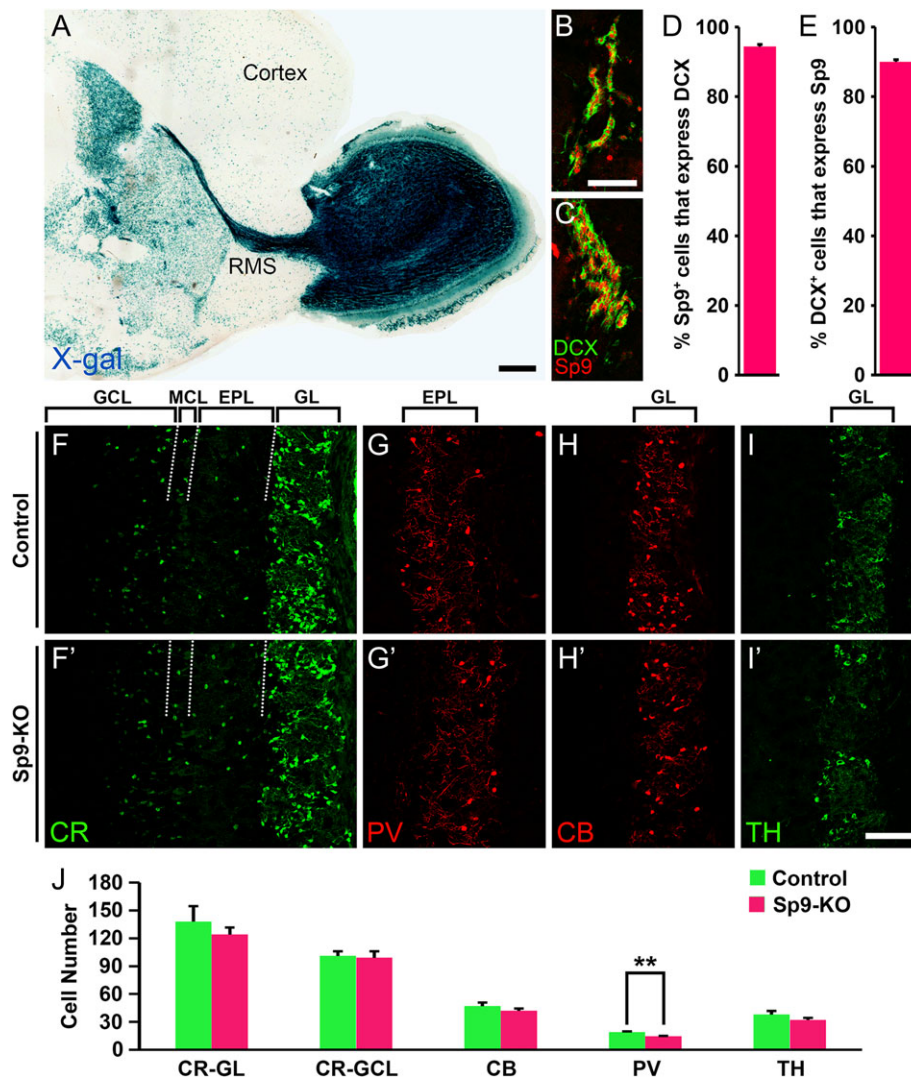 A
Cortex
RMS
X-gal
B
C
DCX
Sp9
D
% Sp9+ cells that express DCX
100
80
60
40
20
0
E
% DCX+ cells that express Sp9
100
80
60
40
20
0
GCL MCL EPL GL
EPL
GL
GL
Control
F
G
H
I
Sp9-KO
F'
G'
H'
I'
CR
PV
CB
TH
J
Cell Number
180
150
120
90
60
30
0
**
Control
Sp9-KO
CR-GL CR-GCL CB PV TH